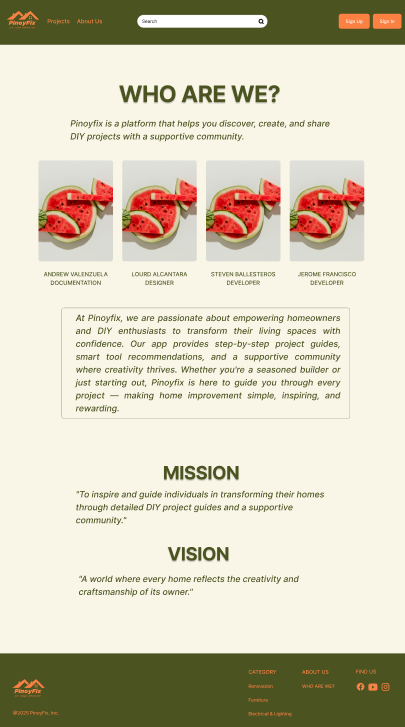 PinoyFix
Projects
About Us
Search
Sign Up
Sign In
WHO ARE WE?
Pinoyfix is a platform that helps you discover, create, and share
DIY projects with a supportive community.
ANDREW VALENZUELA
DOCUMENTATION
LOURD ALCANTARA
DESIGNER
STEVEN BALLESTEROS
DEVELOPER
JEROME FRANCISCO
DEVELOPER
At Pinoyfix, we are passionate about empowering homeowners
and DIY enthusiasts to transform their living spaces with
confidence. Our app provides step-by-step project guides,
smart tool recommendations, and a supportive community
where creativity thrives. Whether you're a seasoned builder or
just starting out, Pinoyfix is here to guide you through every
project — making home improvement simple, inspiring, and
rewarding.
MISSION
"To inspire and guide individuals in transforming their homes
through detailed DIY project guides and a supportive
community."
VISION
"A world where every home reflects the creativity and
craftsmanship of its owner."
PinoyFix
©2025 PinoyFix, Inc.
CATEGORY
Renovation
Furniture
Electrical & Lighting
ABOUT US
WHO ARE WE?
FIND US